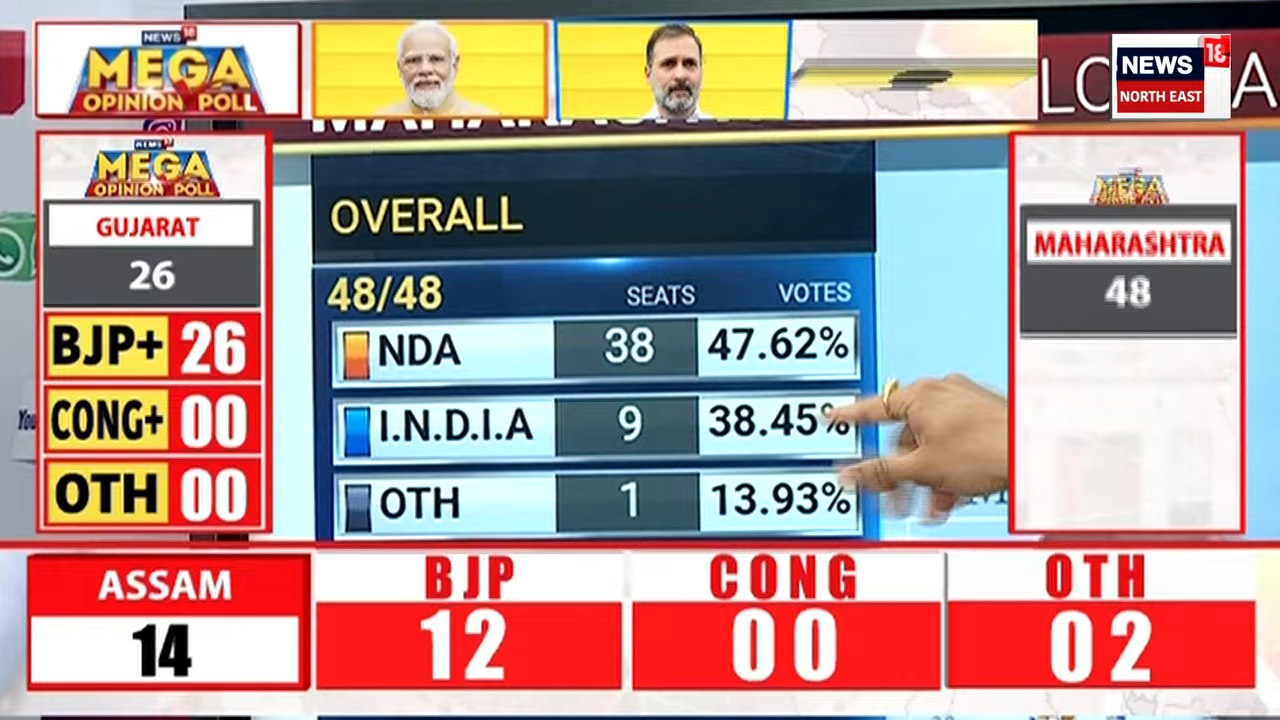 NEWS 18
MEGA
OPINION POLL
NEWS 18
NORTH EAST
NEWS 18
MEGA
OPINION POLL
GUJARAT
26
BJP+ 26
CONG+ 00
OTH 00
OVERALL
48/48 SEATS VOTES
NDA 38 47.62%
I.N.D.I.A 9 38.45%
OTH 1 13.93%
MEGA
MAHARASHTRA
48
ASSAM BJP CONG OTH
14 12 00 02